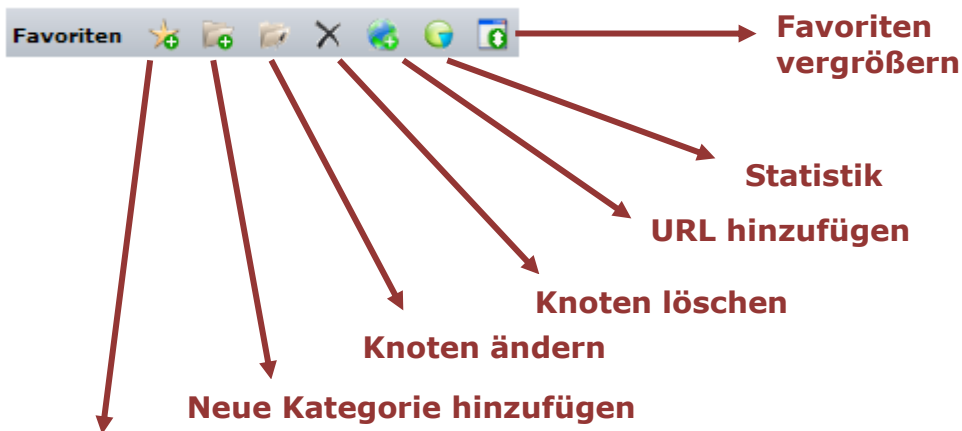 Favoriten
Favoriten
vergrößern
Statistik
URL hinzufügen
Knoten löschen
Knoten ändern
Neue Kategorie hinzufügen